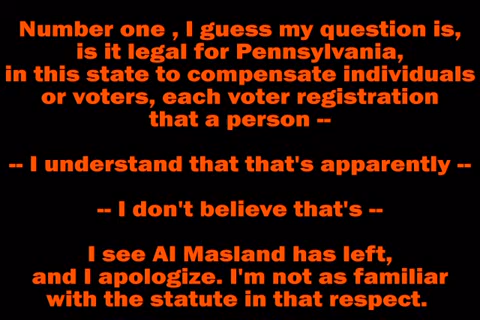 Number one , I guess my question is,
is it legal for Pennsylvania,
in this state to compensate individuals
or voters, each voter registration
that a person --
-- I understand that that's apparently --
-- I don't believe that's --
I see Al Masland has left,
and I apologize. I'm not as familiar
with the statute in that respect.